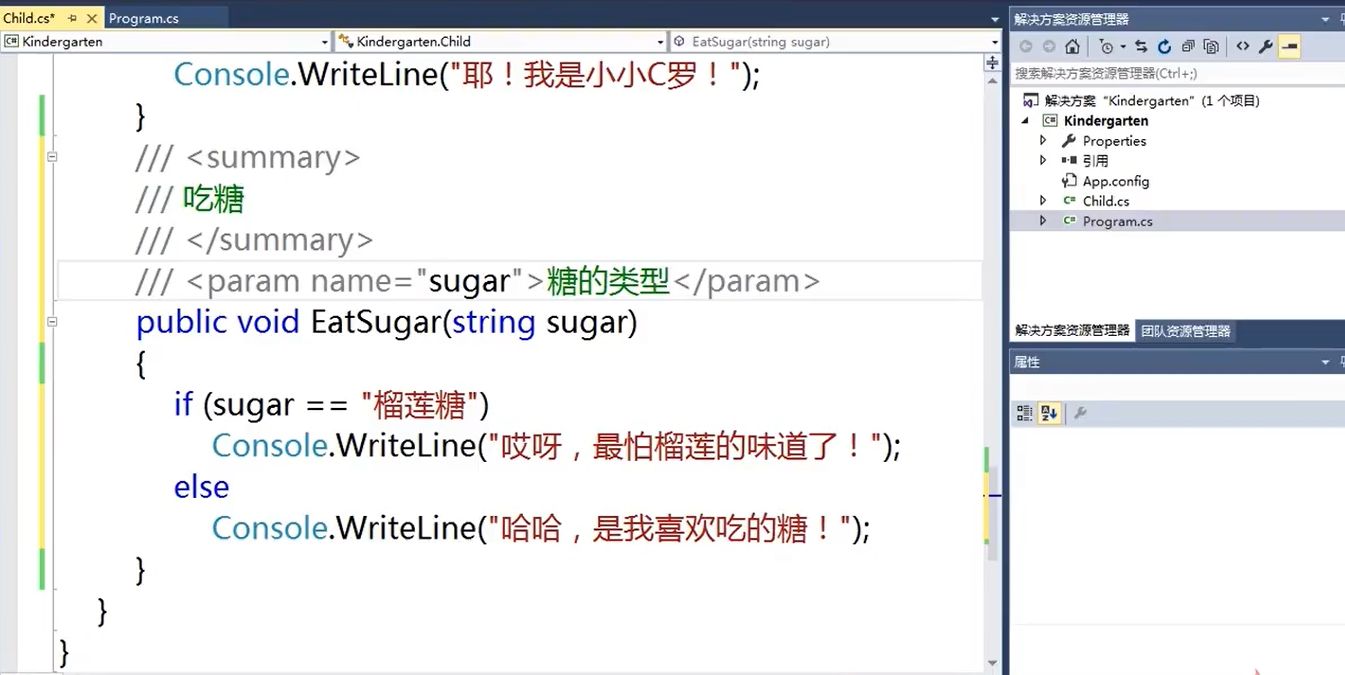 Child.cs*
Program.cs
Kindergarten
Kindergarten.Child
EatSugar(string sugar)
Console.WriteLine("耶！我是小小C罗！");
}
/// <summary>
/// 吃糖
/// </summary>
/// <param name="sugar">糖的类型</param>
public void EatSugar(string sugar)
{
if (sugar == "榴莲糖")
Console.WriteLine("哎呀，最怕榴莲的味道了！");
else
Console.WriteLine("哈哈，是我喜欢吃的糖！");
}
}
}
解决方案资源管理器
搜索解决方案资源管理器(Ctrl+;)
解决方案 "Kindergarten" (1 个项目)
Kindergarten
Properties
引用
App.config
Child.cs
Program.cs
解决方案资源管理器
团队资源管理器
属性